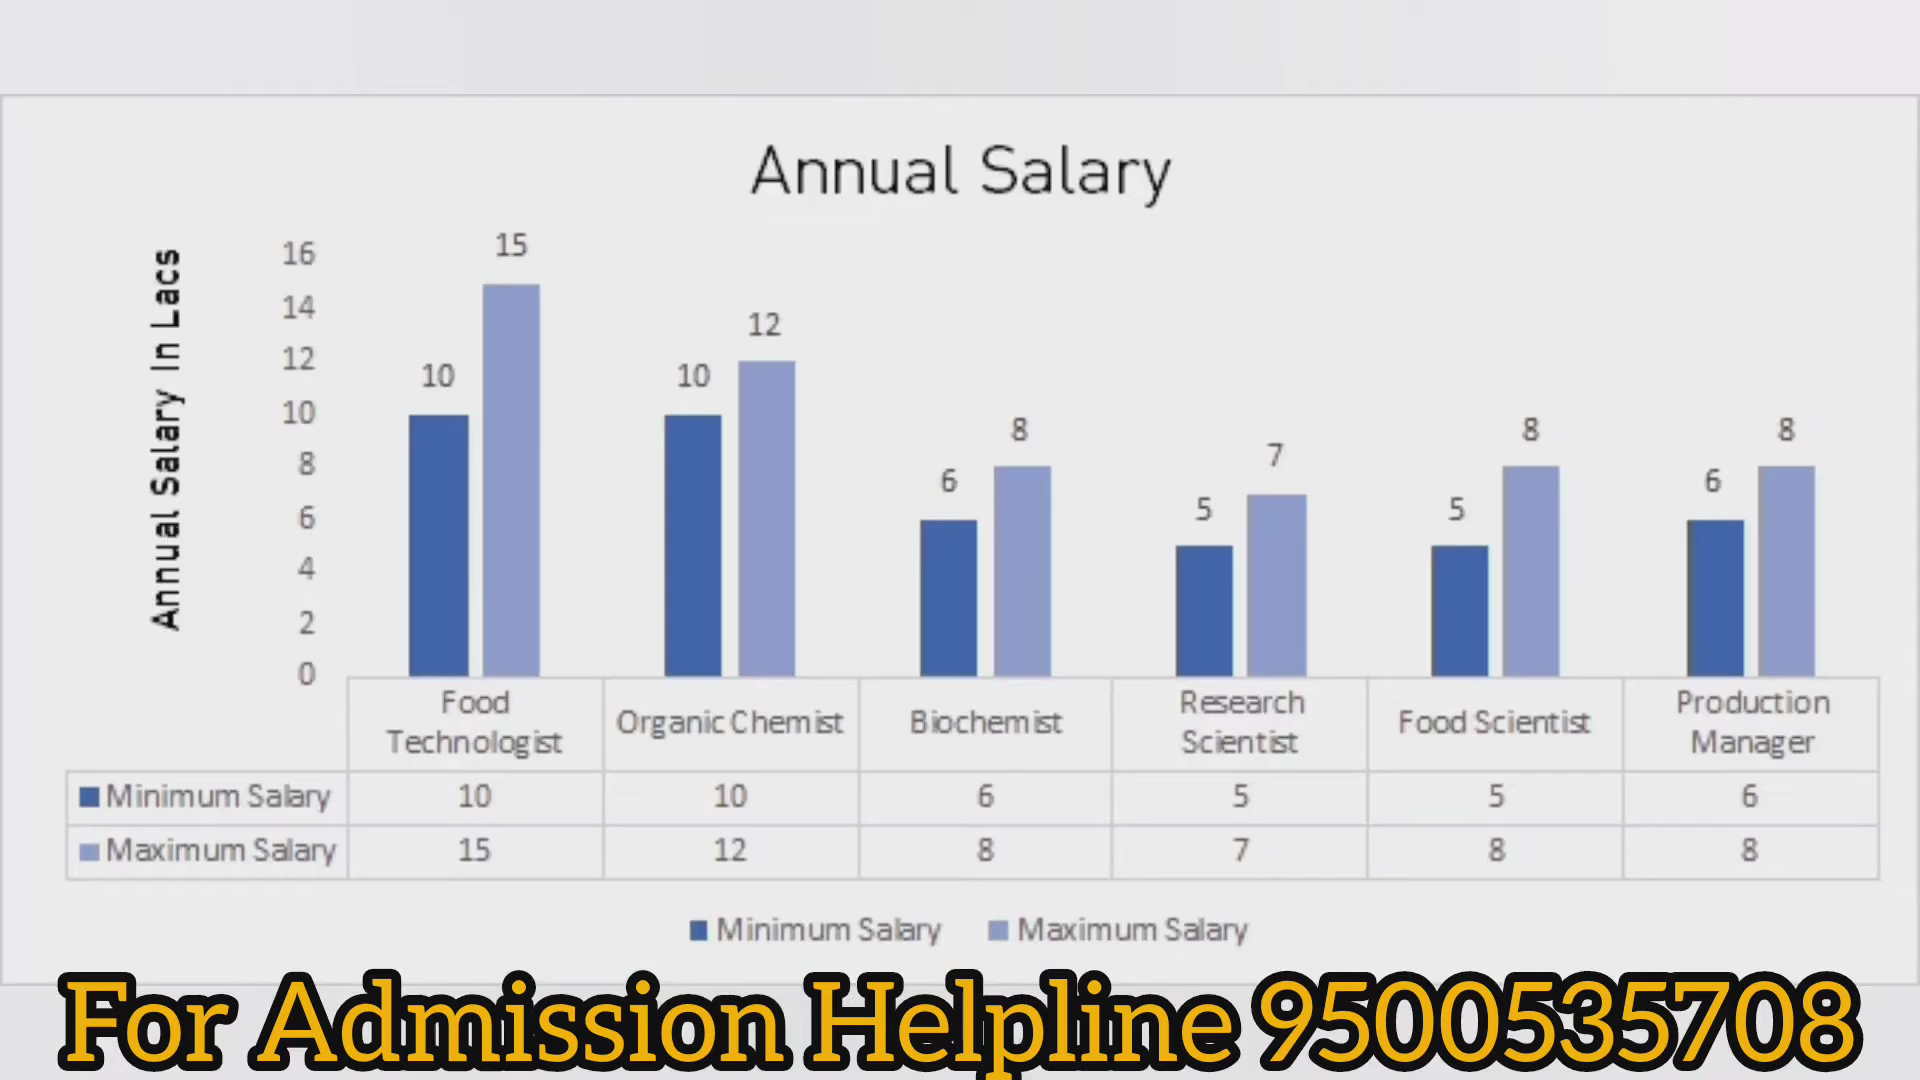 Annual Salary
Annual Salary In Lacs
16
14
12
10
8
6
4
2
0
10 15 10 12 6 8 5 7 5 8 6 8
Food Technologist Organic Chemist Biochemist Research Scientist Food Scientist Production Manager
Minimum Salary 10 10 6 5 5 6
Maximum Salary 15 12 8 7 8 8
Minimum Salary Maximum Salary
For Admission Helpline 9500535708